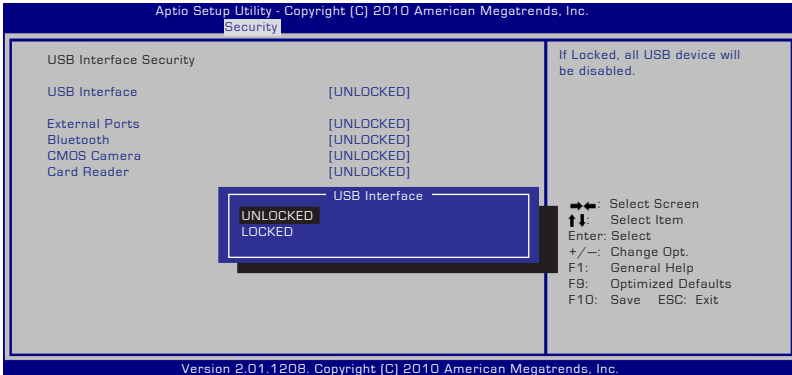 Aptio Setup Utility - Copyright (C) 2010 American Megatrends, Inc.
Security
USB Interface Security
USB Interface [UNLOCKED]
External Ports [UNLOCKED]
Bluetooth [UNLOCKED]
CMOS Camera [UNLOCKED]
Card Reader [UNLOCKED]
USB Interface
UNLOCKED
LOCKED
If Locked, all USB device will
be disabled.
→←: Select Screen
↑↓: Select Item
Enter: Select
+/—: Change Opt.
F1: General Help
F9: Optimized Defaults
F10: Save ESC: Exit
Version 2.01.1208. Copyright (C) 2010 American Megatrends, Inc.